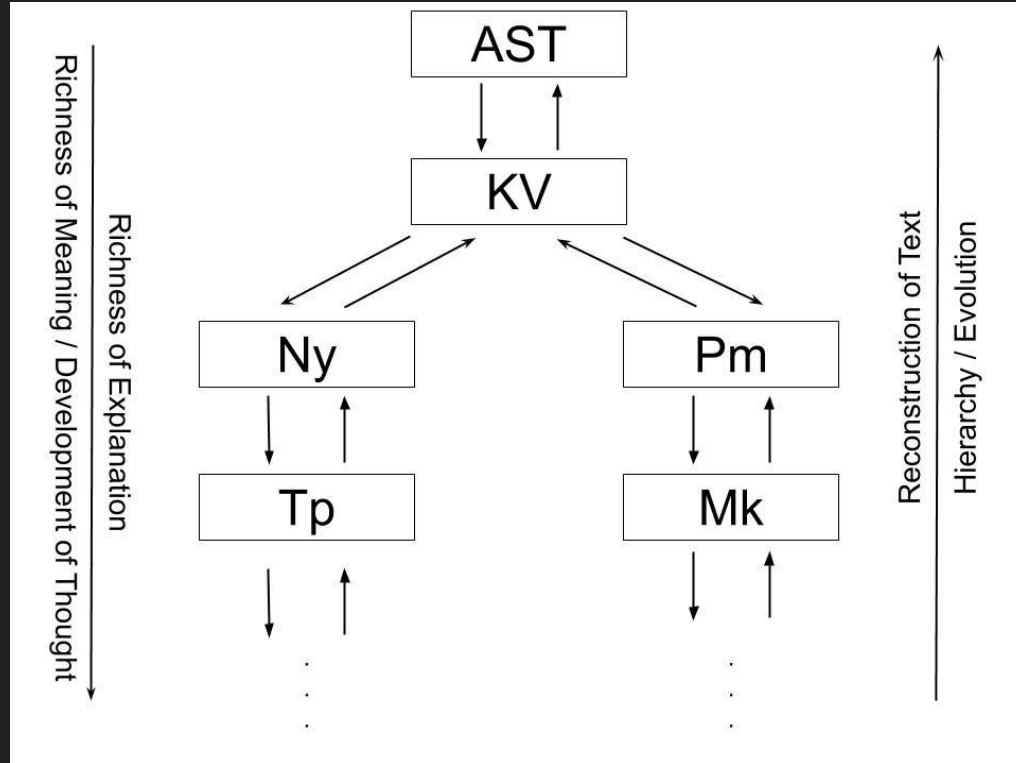 AST
KV
Ny
Pm
Tp
Mk
Richness of Meaning / Development of Thought
Richness of Explanation
Reconstruction of Text
Hierarchy / Evolution